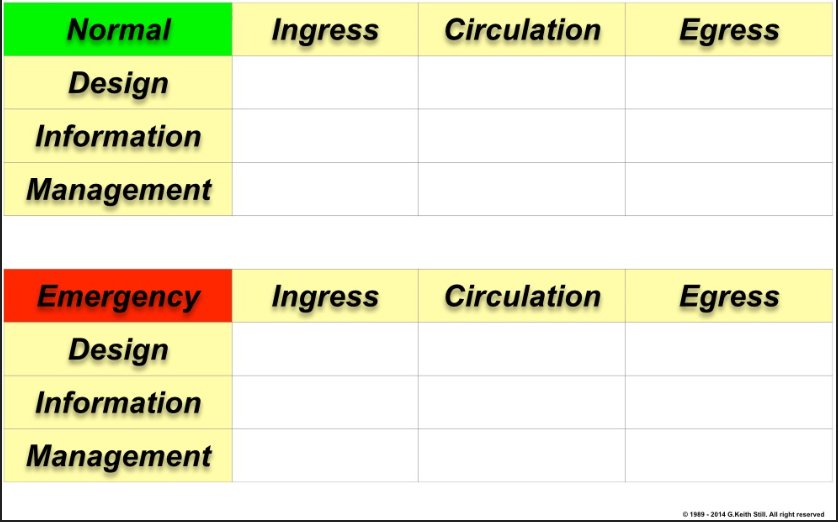 Normal Ingress Circulation Egress
Design
Information
Management
Emergency Ingress Circulation Egress
Design
Information
Management
© 1989 - 2014 G.Keith Still. All right reserved